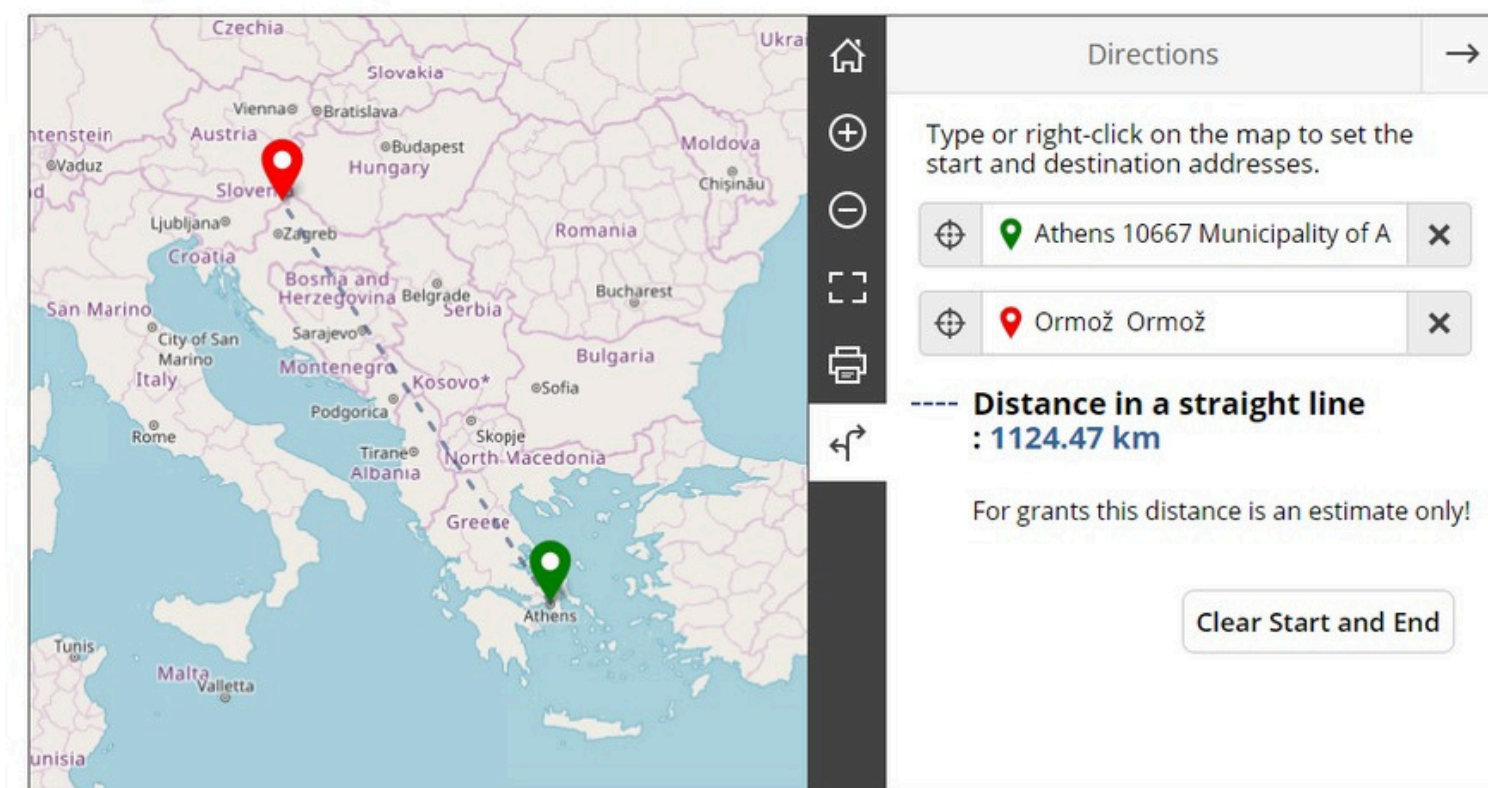 Czechia
Ukrai
Slovakia
Vienna
Bratislava
ntenstein
Austria
Moldova
Budapest
Vaduz
Hungary
Chișinău
Slovenia
Ljubljana
Zagreb
Romania
Croatia
Bosnia and
Herzegovina
Belgrade
Bucharest
San Marino
Serbia
City of San
Marino
Sarajevo
Bulgaria
Montenegro
Italy
Kosovo*
Sofia
Podgorica
Rome
Skopje
Tirane
North Macedonia
Albania
Greece
Athens
Tunis
Malta
Valletta
unisia
Directions
Type or right-click on the map to set the
start and destination addresses.
Athens 10667 Municipality of A
Ormož Ormož
Distance in a straight line
: 1124.47 km
For grants this distance is an estimate only!
Clear Start and End